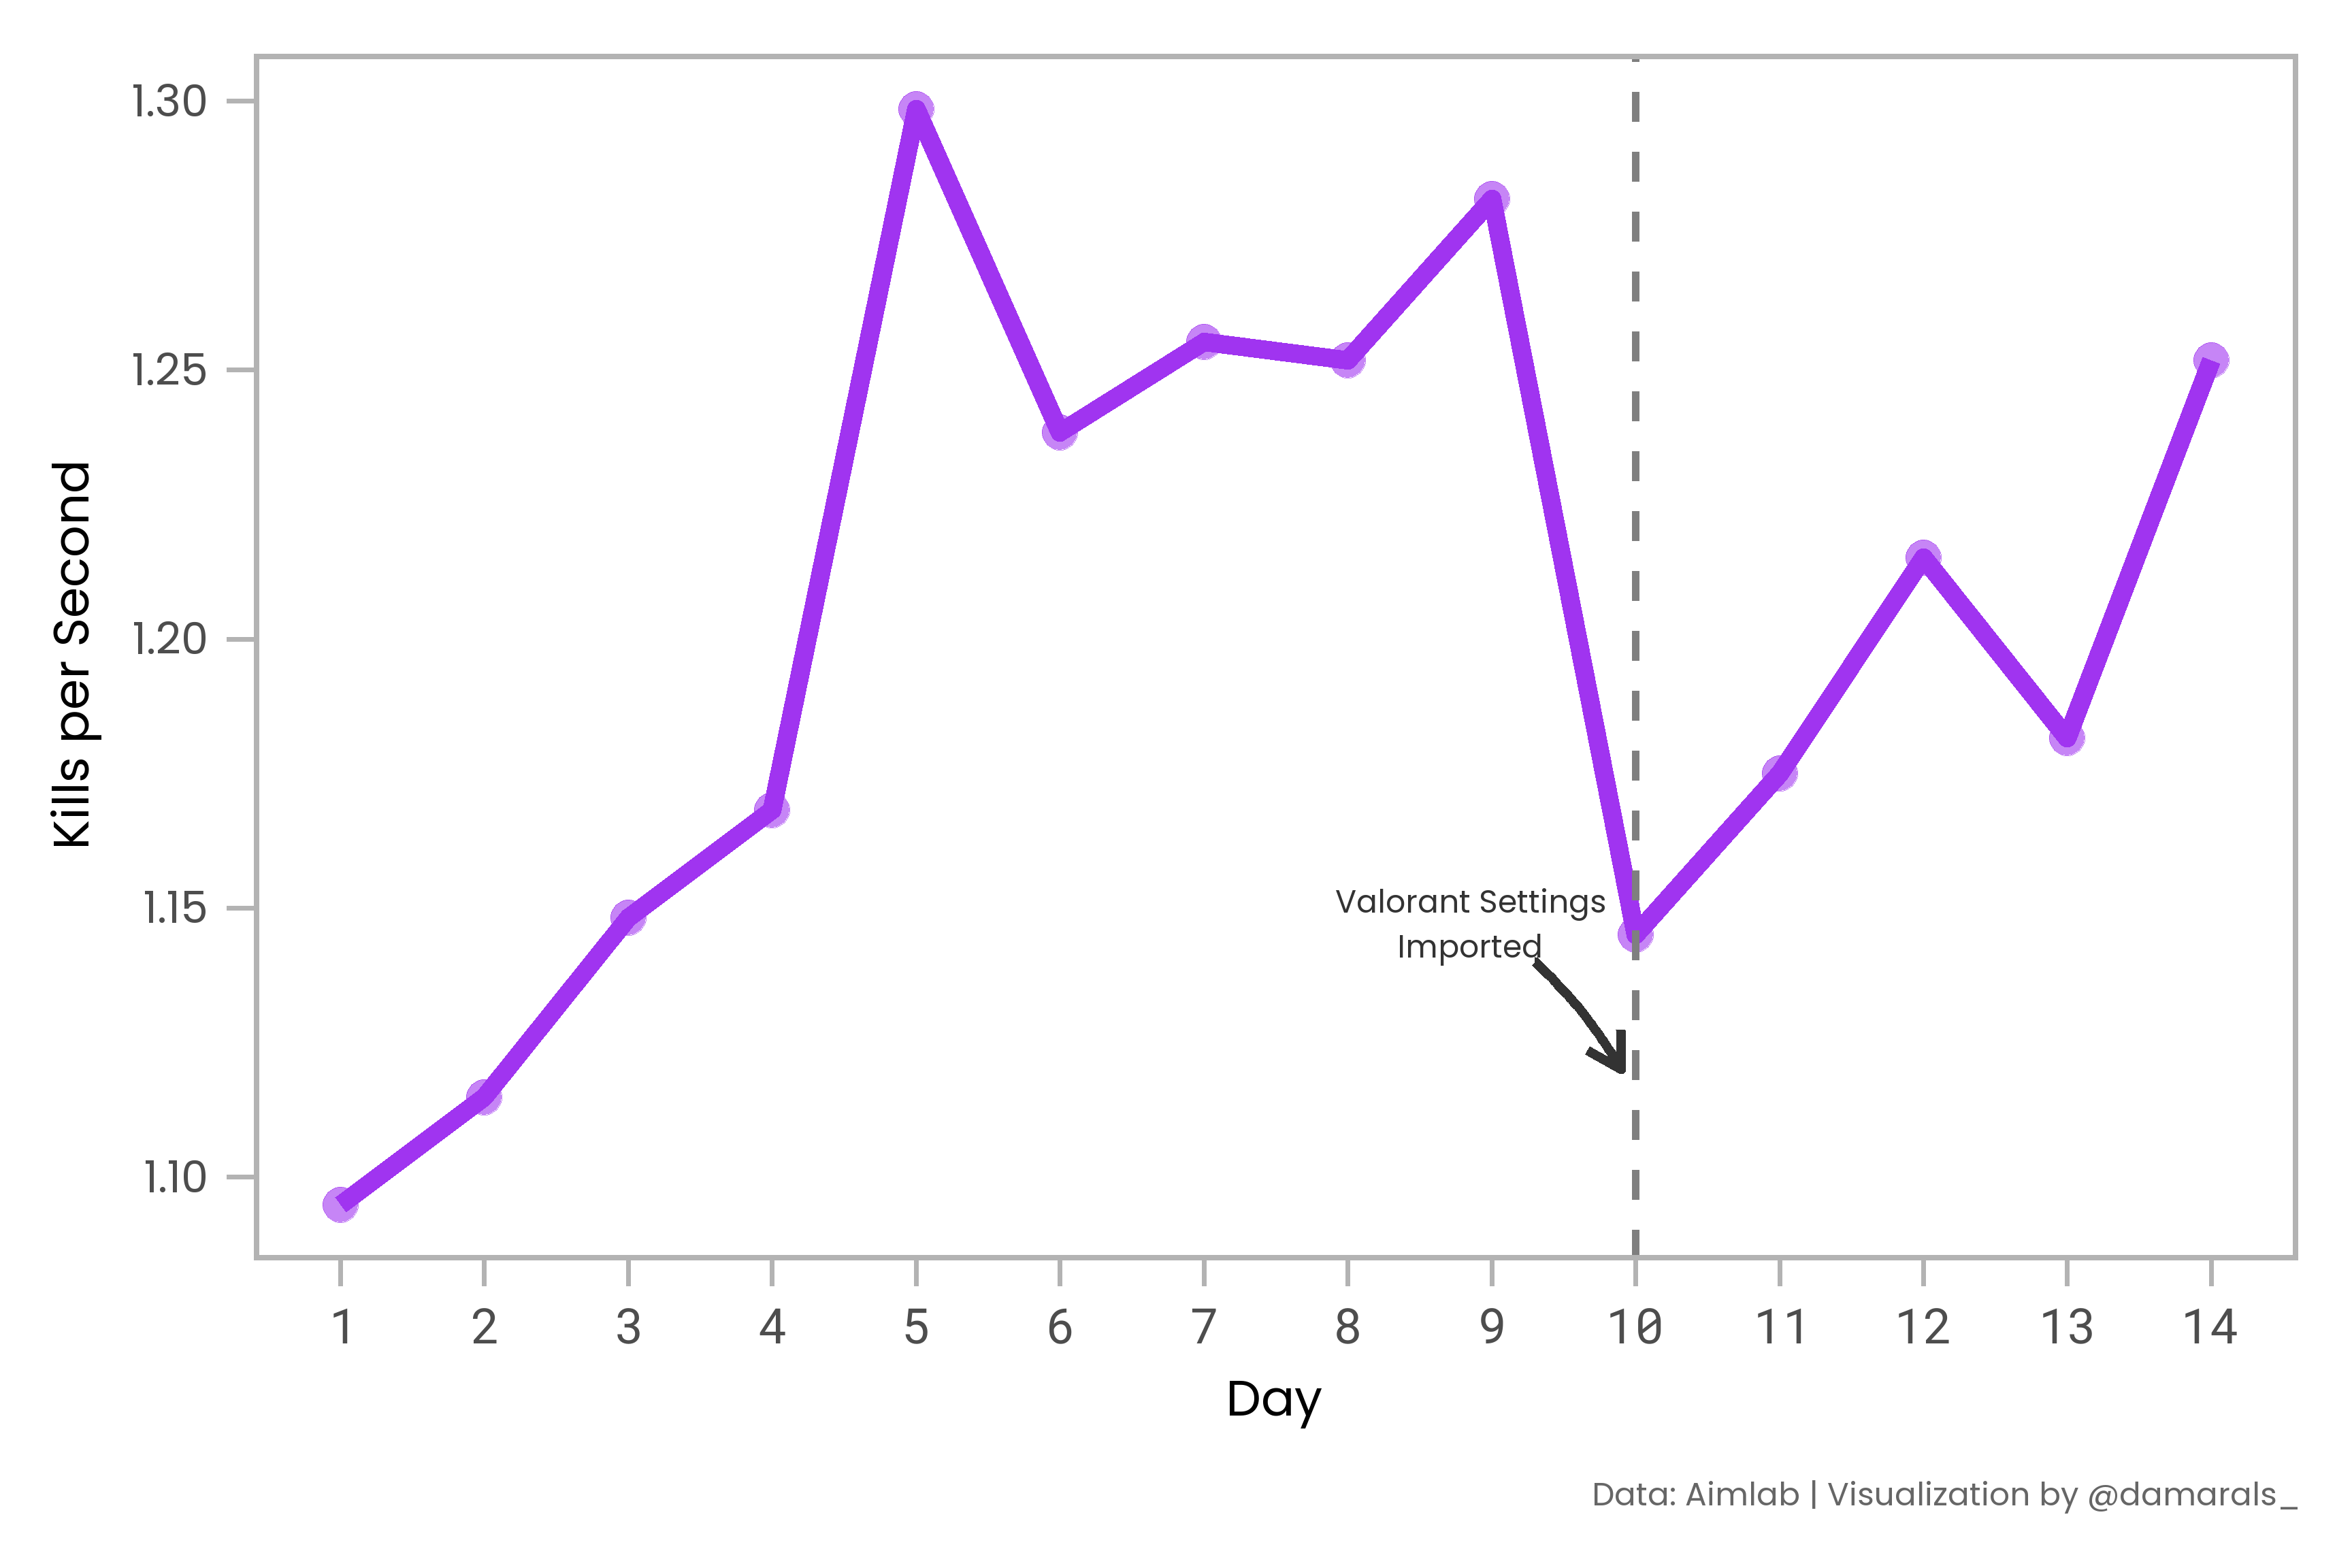 1.30
1.25
1.20
1.15
1.10
Kills per Second
Valorant Settings
Imported
1 2 3 4 5 6 7 8 9 10 11 12 13 14
Day
Data: Aimlab | Visualization by @damarals_